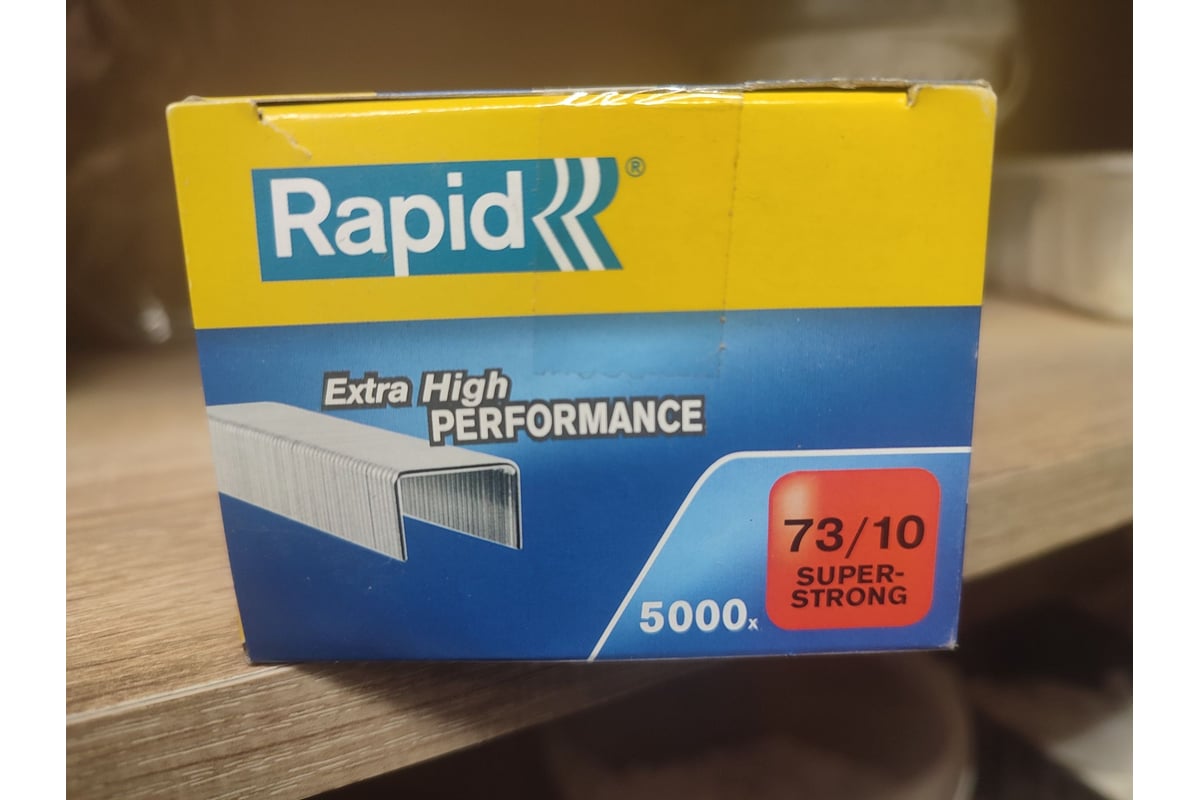 Rapid®
Extra High
PERFORMANCE
73/10
SUPER-
STRONG
5000x